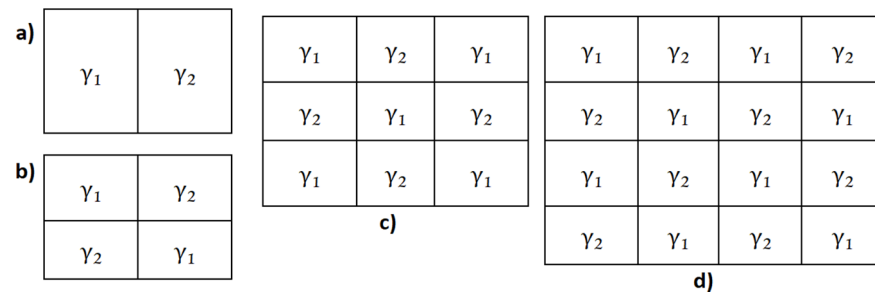 a)
γ₁ γ₂
b)
γ₁ γ₂
γ₂ γ₁
γ₁ γ₂ γ₁
γ₂ γ₁ γ₂
γ₁ γ₂ γ₁
c)
γ₁ γ₂ γ₁ γ₂
γ₂ γ₁ γ₂ γ₁
γ₁ γ₂ γ₁ γ₂
γ₂ γ₁ γ₂ γ₁
d)